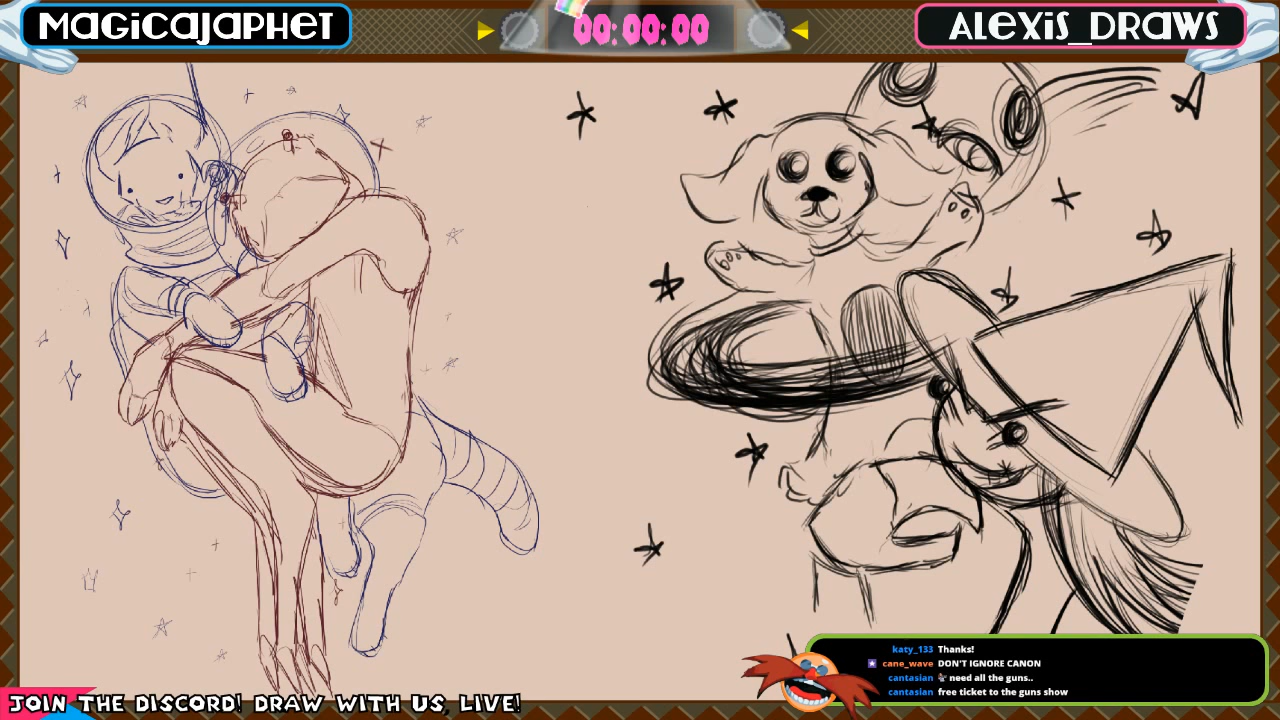 MAGICAJAPHET
00:00:00
ALEXIS_DRAWS
katy_133 Thanks!
cane_wave DON'T IGNORE CANON
cantasian need all the guns..
cantasian free ticket to the guns show
JOIN THE DISCORD! DRAW WITH US, LIVE!